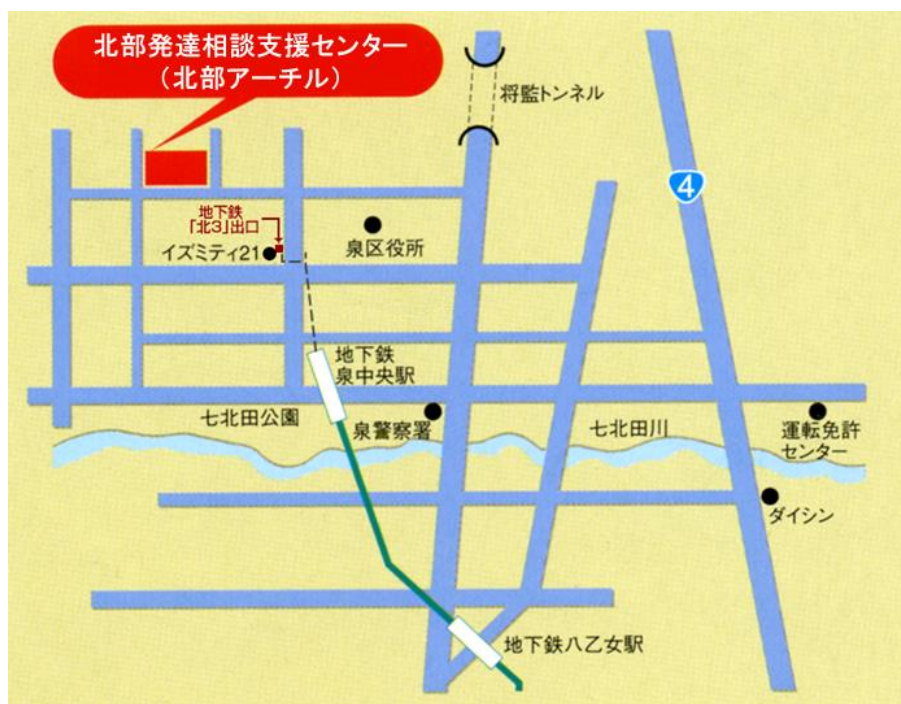 北部発達相談支援センター
（北部アーチル）
将監トンネル
4
地下鉄
「北3」出口
イズミティ21
泉区役所
地下鉄
泉中央駅
七北田公園
泉警察署
七北田川
運転免許
センター
ダイシン
地下鉄八乙女駅